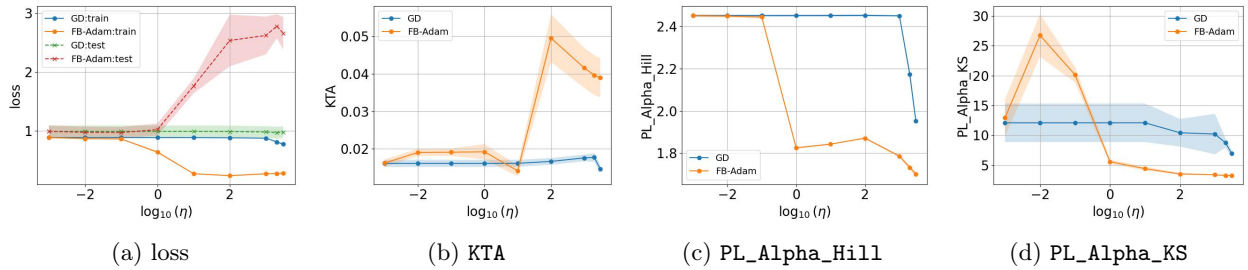 3
2
1
loss
GD:train
FB-Adam:train
GD:test
FB-Adam:test
−2 0 2
log₁₀ (η)
(a) loss
0.05
0.04
0.03
0.02
KTA
GD
FB-Adam
−2 0 2
log₁₀ (η)
(b) KTA
2.4
2.2
2.0
1.8
PL_Alpha_Hill
GD
FB-Adam
−2 0 2
log₁₀ (η)
(c) PL_Alpha_Hill
30
25
20
15
10
5
PL_Alpha_KS
GD
FB-Adam
−2 0 2
log₁₀ (η)
(d) PL_Alpha_KS